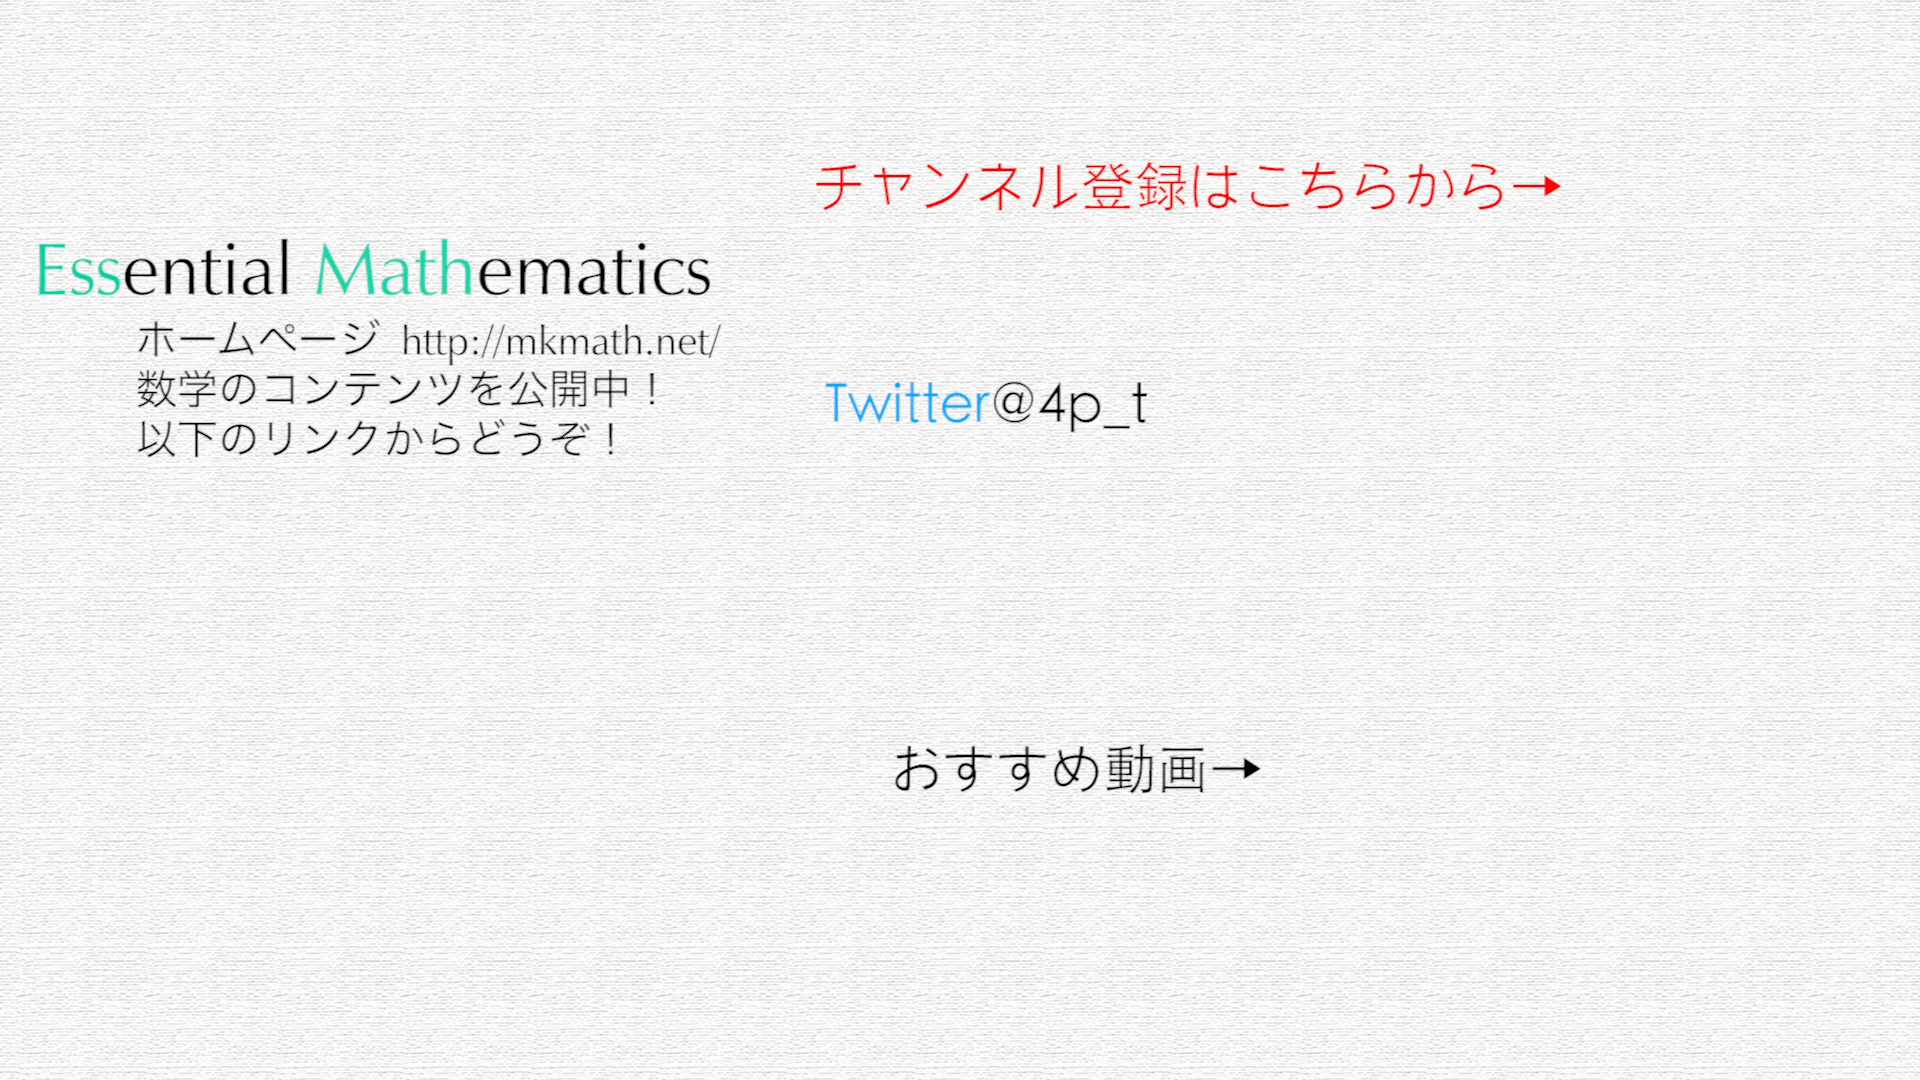 チャンネル登録はこちらから→
Essential Mathematics
ホームページ http://mkmath.net/
数学のコンテンツを公開中！
以下のリンクからどうぞ！
Twitter@4p_t
おすすめ動画→